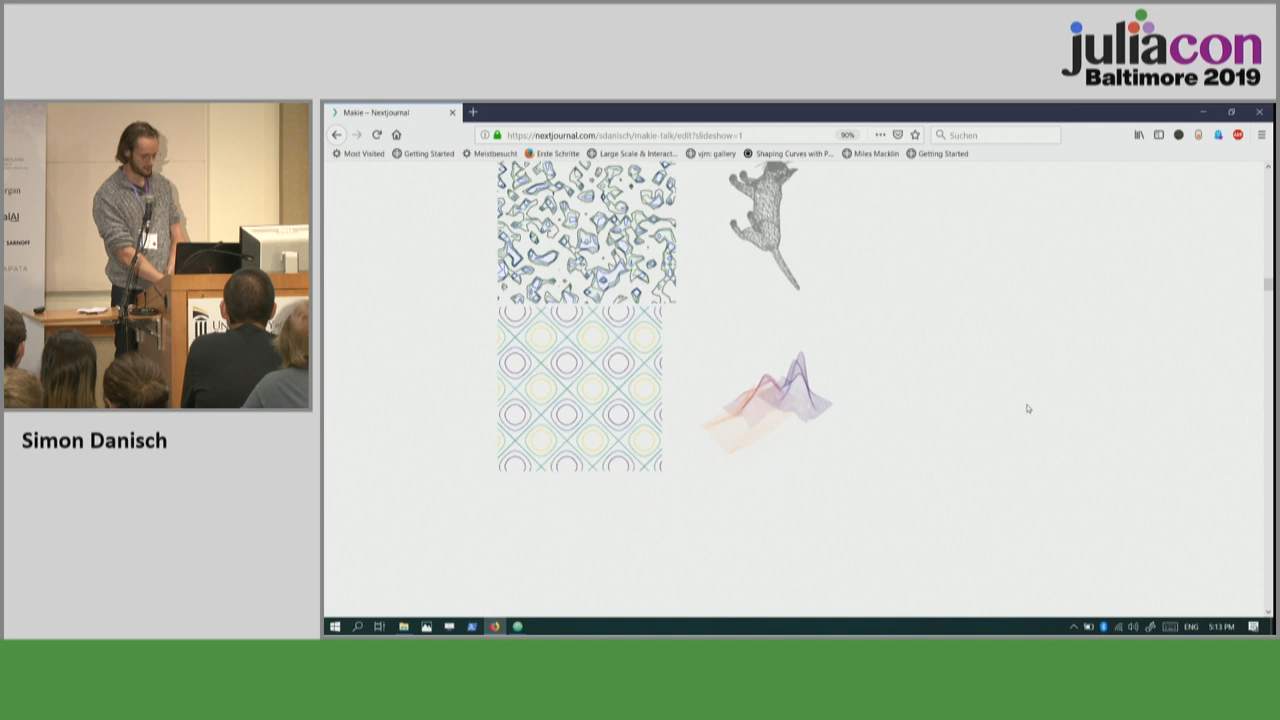 juliacon
Baltimore 2019
Makie – Nextjournal
https://nextjournal.com/sdanisch/makie-talk/edit?slideshow=1
90%
Suchen
Most Visited
Getting Started
Meistbesucht
Erste Schritte
Large Scale & Interact...
vjm: gallery
Shaping Curves with P...
Miles Macklin
Getting Started
SARNOFF
UN
Simon Danisch
ENG
5:13 PM